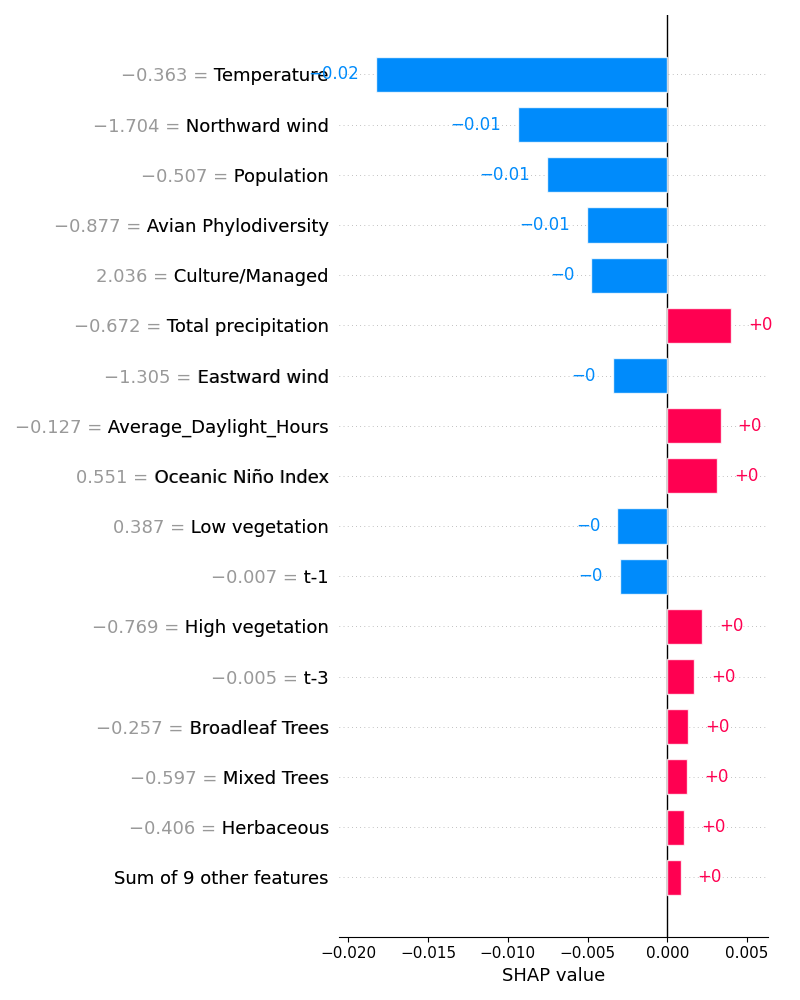 −0.363 = Temperature −0.02
−1.704 = Northward wind −0.01
−0.507 = Population −0.01
−0.877 = Avian Phylodiversity −0.01
2.036 = Culture/Managed −0
−0.672 = Total precipitation +0
−1.305 = Eastward wind −0
−0.127 = Average_Daylight_Hours +0
0.551 = Oceanic Niño Index +0
0.387 = Low vegetation −0
−0.007 = t-1 −0
−0.769 = High vegetation +0
−0.005 = t-3 +0
−0.257 = Broadleaf Trees +0
−0.597 = Mixed Trees +0
−0.406 = Herbaceous +0
Sum of 9 other features +0
−0.020 −0.015 −0.010 −0.005 0.000 0.005
SHAP value